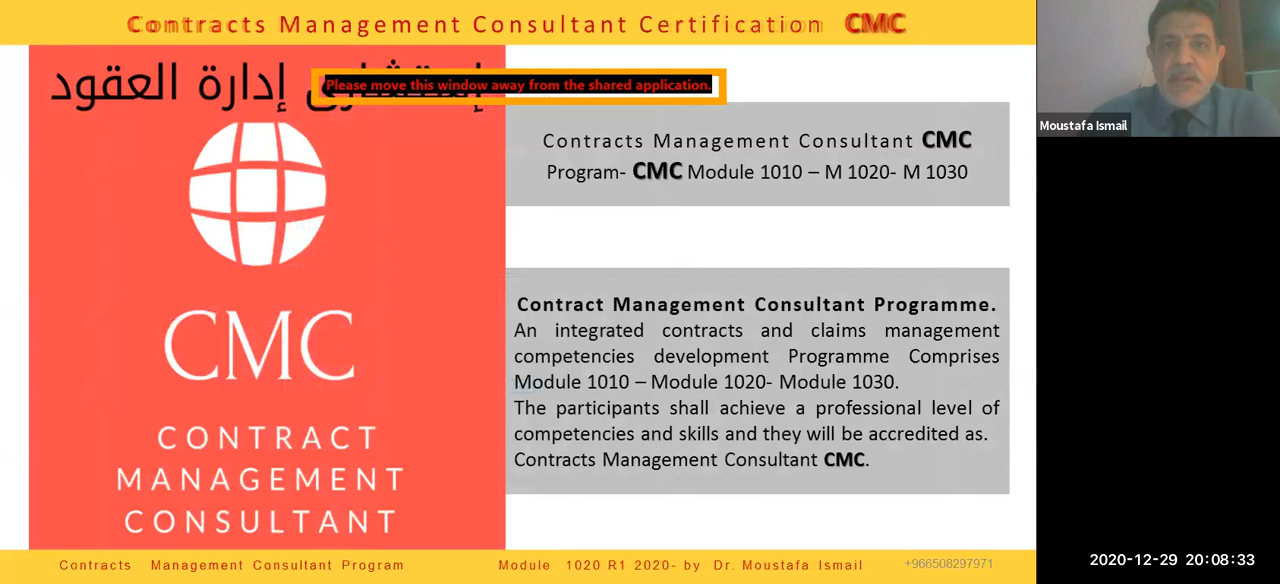 Contracts Management Consultant Certification CMC
إستشاري إدارة العقود
Please move this window away from the shared application.
CMC
CONTRACT
MANAGEMENT
CONSULTANT
Contracts Management Consultant CMC
Program- CMC Module 1010 – M 1020- M 1030
Contract Management Consultant Programme.
An integrated contracts and claims management
competencies development Programme Comprises
Module 1010 – Module 1020- Module 1030.
The participants shall achieve a professional level of
competencies and skills and they will be accredited as.
Contracts Management Consultant CMC.
Contracts Management Consultant Program
Module 1020 R1 2020- by Dr. Moustafa Ismail
+966508297971
Moustafa Ismail
2020-12-29 20:08:33